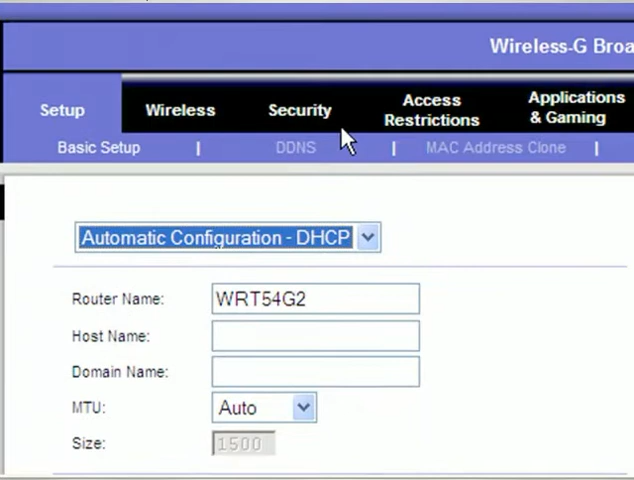 Wireless-G Broa
Setup
Wireless
Security
Access
Restrictions
Applications
& Gaming
Basic Setup | DDNS | MAC Address Clone |
Automatic Configuration - DHCP
Router Name: WRT54G2
Host Name:
Domain Name:
MTU: Auto
Size: 1500